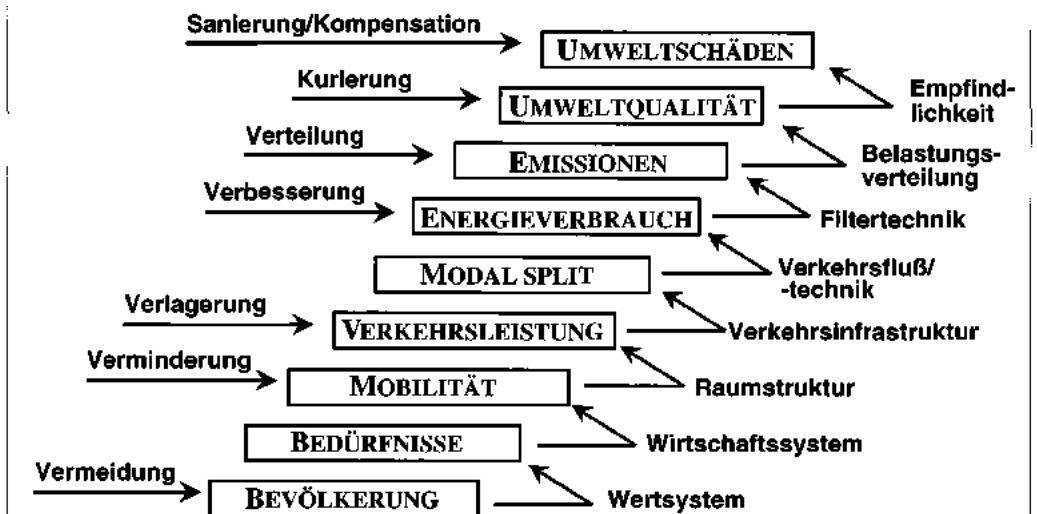 Sanierung/Kompensation
UMWELTSCHÄDEN
Kurierung
UMWELTQUALITÄT
Empfind-
lichkeit
Verteilung
EMISSIONEN
Belastungs-
verteilung
Verbesserung
ENERGIEVERBRAUCH
Filtertechnik
MODAL SPLIT
Verkehrsfluß/
-technik
Verlagerung
VERKEHRSLEISTUNG
Verkehrsinfrastruktur
Verminderung
MOBILITÄT
Raumstruktur
BEDÜRFNISSE
Wirtschaftssystem
Vermeidung
BEVÖLKERUNG
Wertsystem